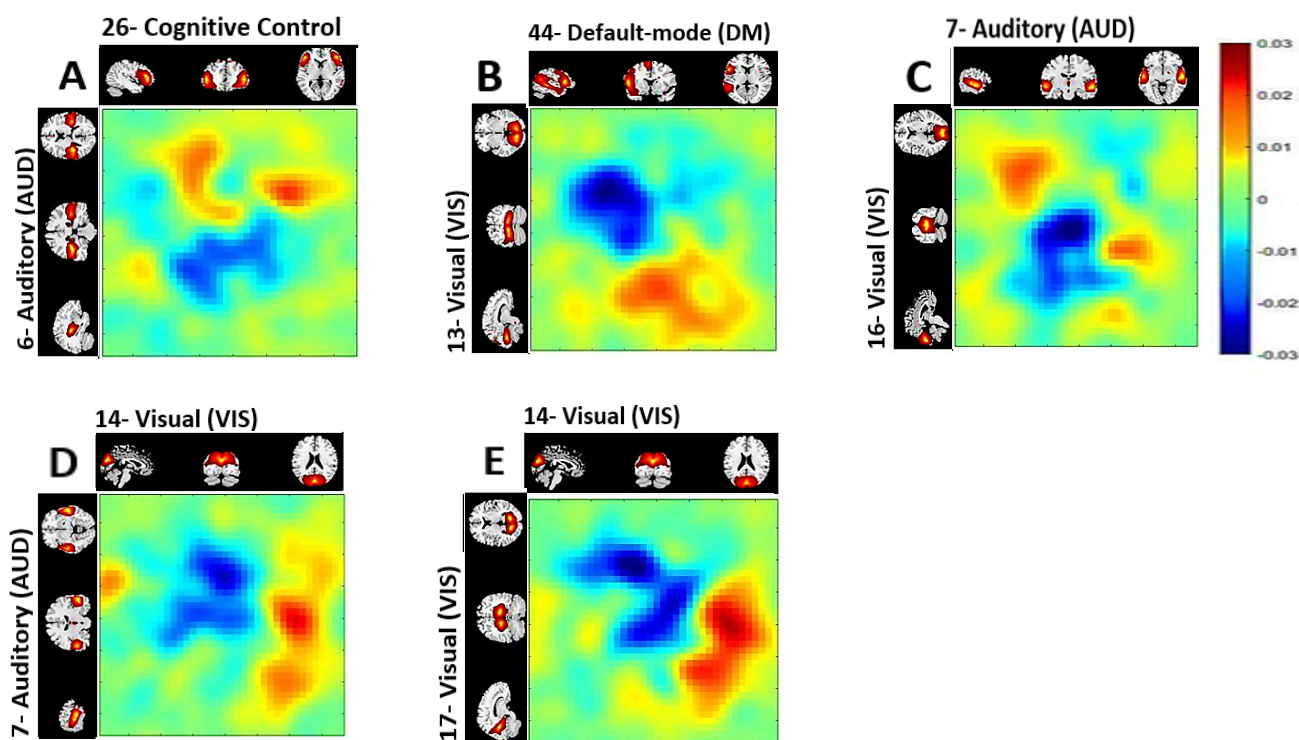 26- Cognitive Control
A
6- Auditory (AUD)
44- Default-mode (DM)
B
13- Visual (VIS)
7- Auditory (AUD)
C
16- Visual (VIS)
0.03
0.02
0.01
0
-0.01
-0.02
-0.03
14- Visual (VIS)
D
7- Auditory (AUD)
14- Visual (VIS)
E
17- Visual (VIS)